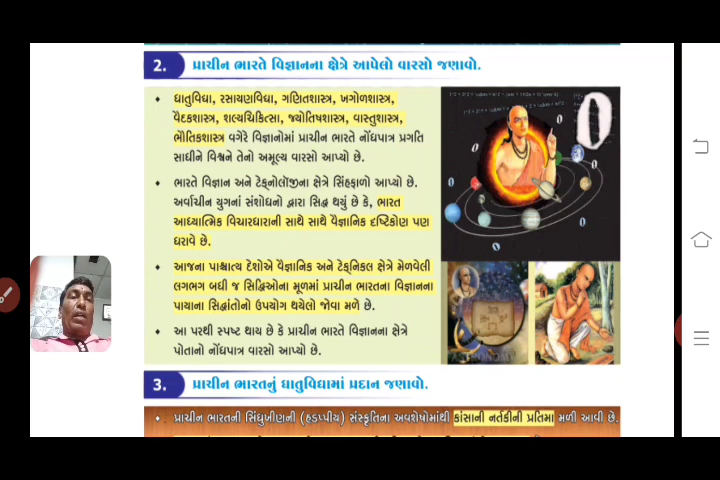 2. પ્રાચીન ભારતે વિજ્ઞાનના ક્ષેત્રે આપેલો વારસો જણાવો.
• ધાતુવિદ્યા, રસાયણવિદ્યા, ગણિતશાસ્ત્ર, ખગોળશાસ્ત્ર,
વૈદકશાસ્ત્ર, શલ્યચિકિત્સા, જ્યોતિષશાસ્ત્ર, વાસ્તુશાસ્ત્ર,
ભૌતિકશાસ્ત્ર વગેરે વિજ્ઞાનોમાં પ્રાચીન ભારતે નોંધપાત્ર પ્રગતિ
સાધીને વિશ્વને તેનો અમૂલ્ય વારસો આપ્યો છે.
• ભારતે વિજ્ઞાન અને ટેક્નોલૉજીના ક્ષેત્રે સિંહફાળો આપ્યો છે.
અર્વાચીન યુગનાં સંશોધનો દ્વારા સિદ્ધ થયું છે કે, ભારત
આધ્યાત્મિક વિચારધારાની સાથે સાથે વૈજ્ઞાનિક દૃષ્ટિકોણ પણ
ધરાવે છે.
• આજના પાશ્ચાત્ય દેશોએ વૈજ્ઞાનિક અને ટેક્નિકલ ક્ષેત્રે મેળવેલી
લગભગ બધી જ સિદ્ધિઓના મૂળમાં પ્રાચીન ભારતના વિજ્ઞાનના
પાયાના સિદ્ધાંતોનો ઉપયોગ થયેલો જોવા મળે છે.
• આ પરથી સ્પષ્ટ થાય છે કે પ્રાચીન ભારતે વિજ્ઞાનના ક્ષેત્રે
પોતાનો નોંધપાત્ર વારસો આપ્યો છે.
3. પ્રાચીન ભારતનું ધાતુવિદ્યામાં પ્રદાન જણાવો.
• પ્રાચીન ભારતની સિંધુખીણની (હડપ્પીય) સંસ્કૃતિના અવશેષોમાંથી કાંસાની નર્તકીની પ્રતિમા મળી આવી છે.